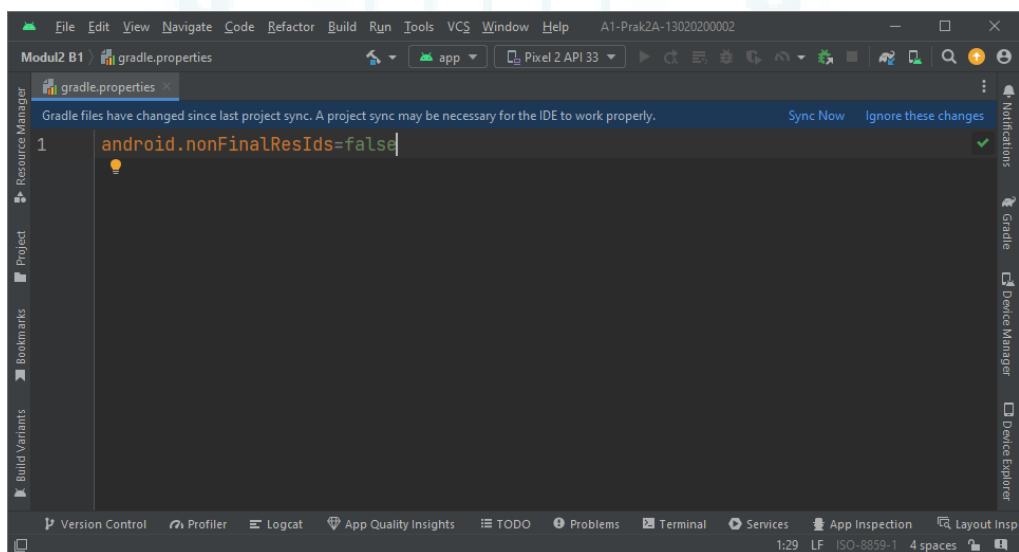 File Edit View Navigate Code Refactor Build Run Tools VCS Window Help A1-Prak2A-13020200002
Modul2 B1 gradle.properties app Pixel 2 API 33
gradle.properties
Gradle files have changed since last project sync. A project sync may be necessary for the IDE to work properly. Sync Now Ignore these changes
1 android.nonFinalResIds=false
Resource Manager
Project
Bookmarks
Build Variants
Notifications
Gradle
Device Manager
Device Explorer
Version Control Profiler Logcat App Quality Insights TODO Problems Terminal Services App Inspection Layout Insp
1:29 LF ISO-8859-1 4 spaces